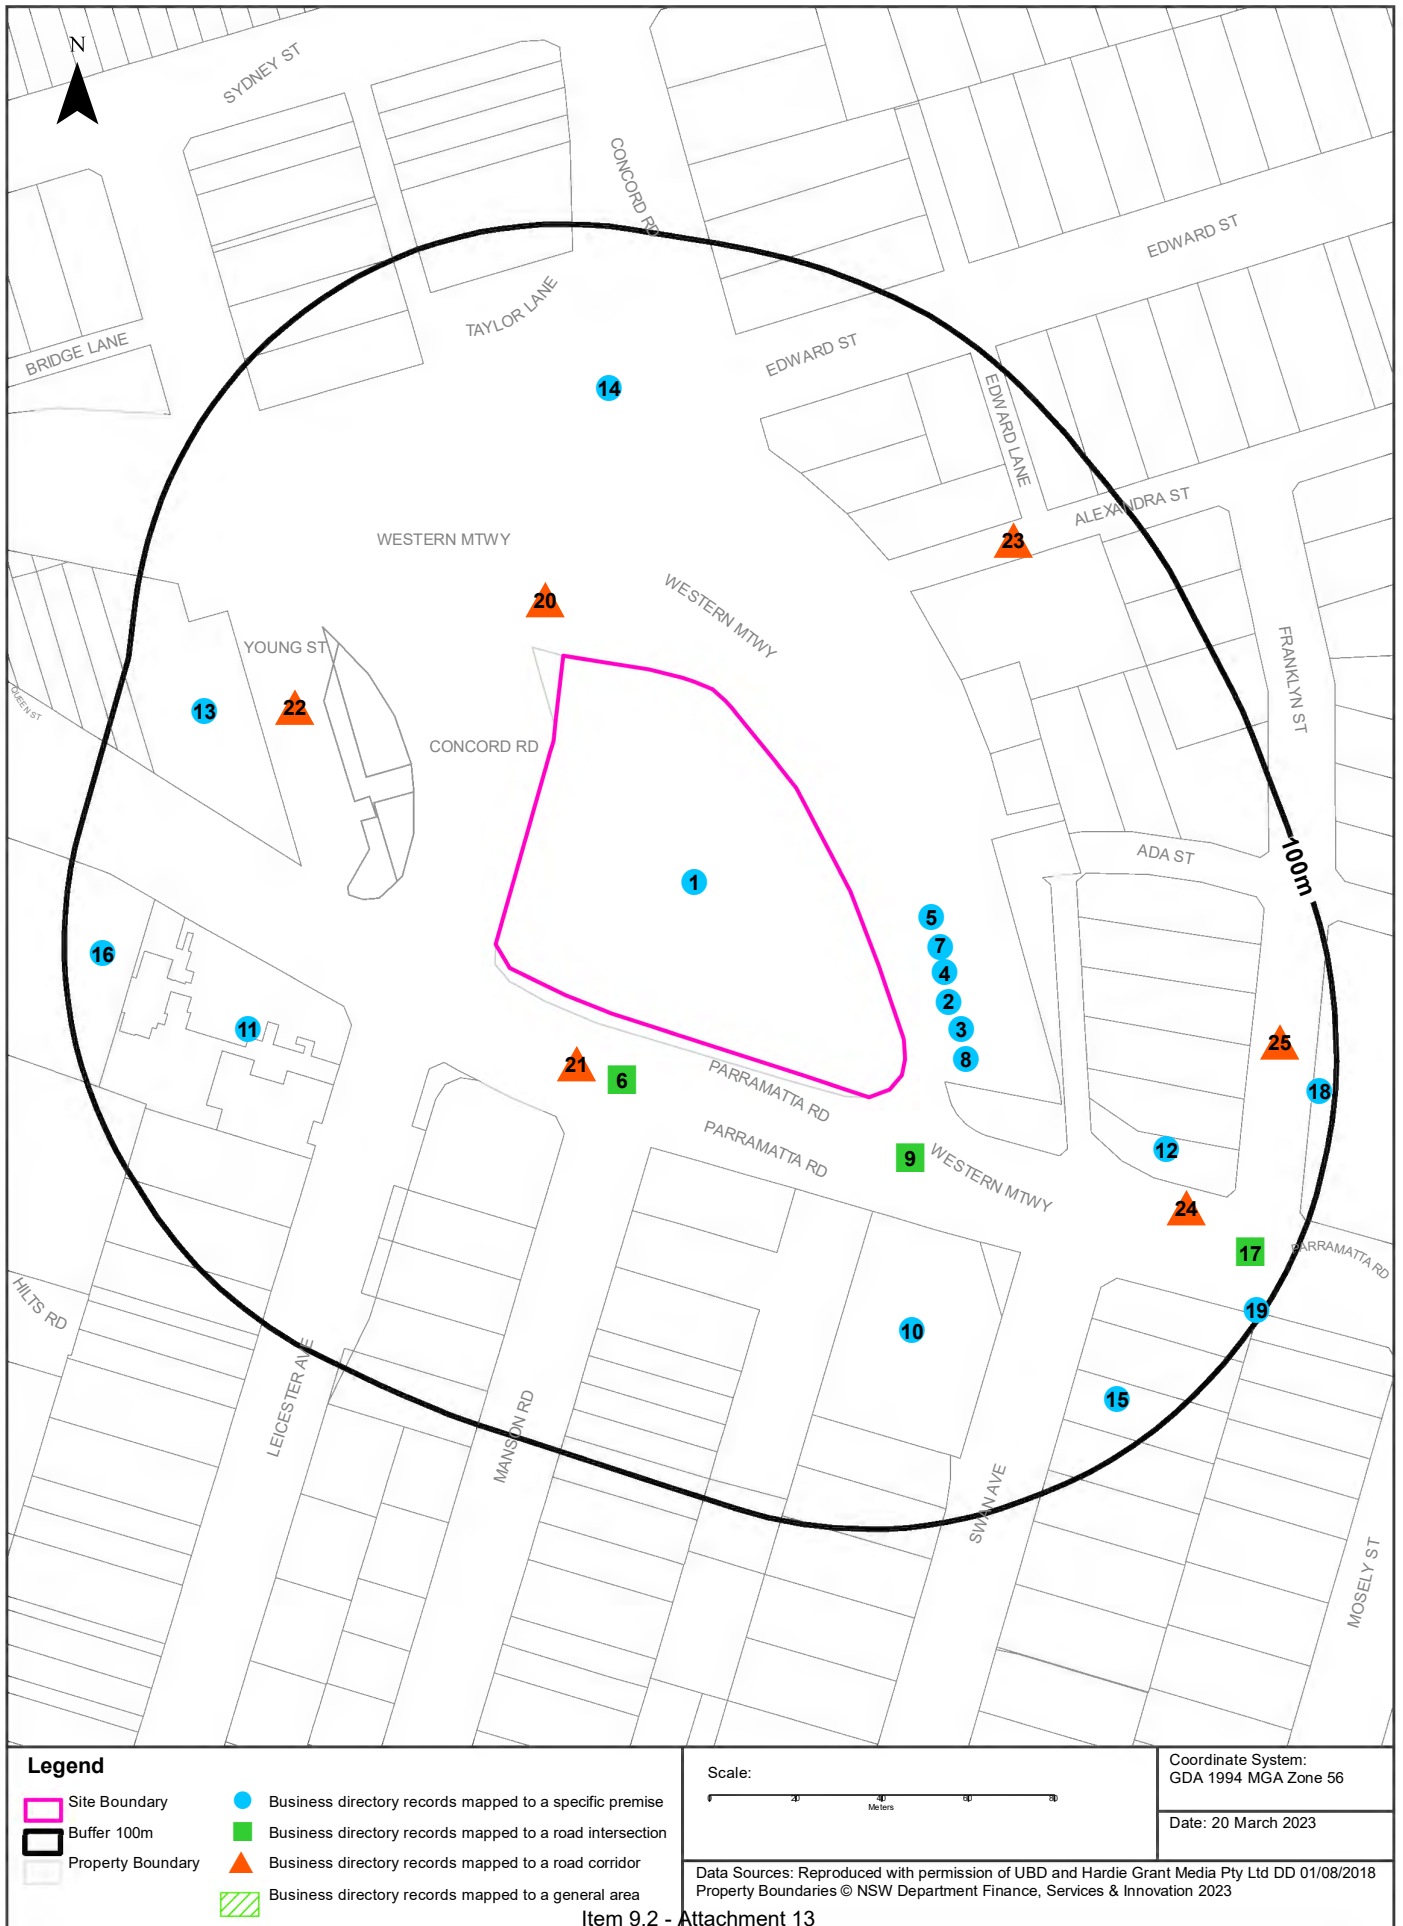 N
SYDNEY ST
CONCORD RD
EDWARD ST
TAYLOR LANE
BRIDGE LANE
EDWARD ST
EDWARD LANE
14
ALEXANDRA ST
WESTERN MTWY
23
20
WESTERN MTWY
FRANKLYN ST
YOUNG ST
QUEEN ST
13
22
CONCORD RD
ADA ST
100m
1
5
7
4
2
3
8
16
11
25
21
6
PARRAMATTA RD
18
PARRAMATTA RD
9
WESTERN MTWY
12
24
17
PARRAMATTA RD
HILTS RD
19
10
LEICESTER AVE
15
MANSON RD
SWAN AVE
MOSELY ST
Legend
Site Boundary
Buffer 100m
Property Boundary
Business directory records mapped to a specific premise
Business directory records mapped to a road intersection
Business directory records mapped to a road corridor
Business directory records mapped to a general area
Scale:
0 20 40 60 80
Meters
Coordinate System:
GDA 1994 MGA Zone 56
Date: 20 March 2023
Data Sources: Reproduced with permission of UBD and Hardie Grant Media Pty Ltd DD 01/08/2018
Property Boundaries © NSW Department Finance, Services & Innovation 2023
Item 9.2 - Attachment 13